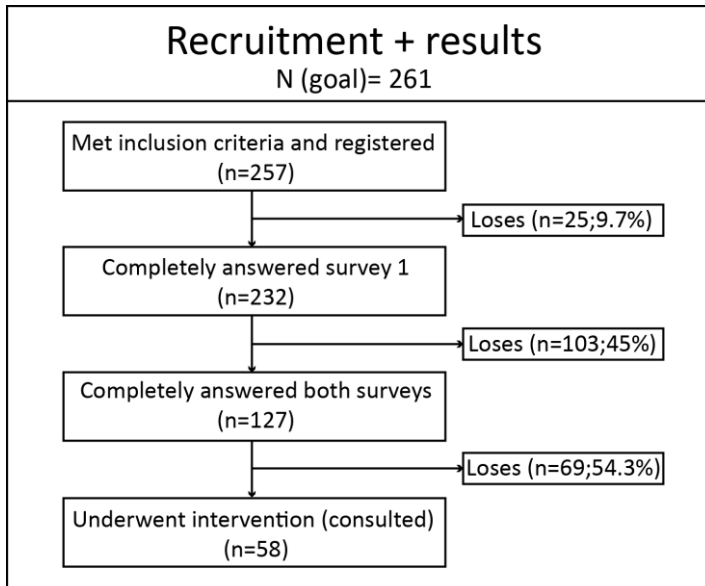 Recruitment + results
N (goal)= 261
Met inclusion criteria and registered
(n=257)
Loses (n=25;9.7%)
Completely answered survey 1
(n=232)
Loses (n=103;45%)
Completely answered both surveys
(n=127)
Loses (n=69;54.3%)
Underwent intervention (consulted)
(n=58)